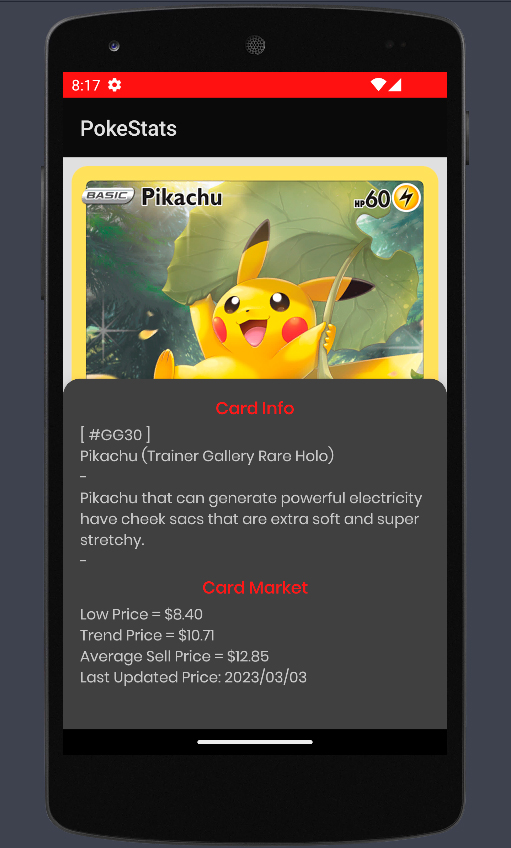 8:17
PokeStats
BASIC Pikachu HP60
Card Info
[ #GG30 ]
Pikachu (Trainer Gallery Rare Holo)
-
Pikachu that can generate powerful electricity
have cheek sacs that are extra soft and super
stretchy.
-
Card Market
Low Price = $8.40
Trend Price = $10.71
Average Sell Price = $12.85
Last Updated Price: 2023/03/03